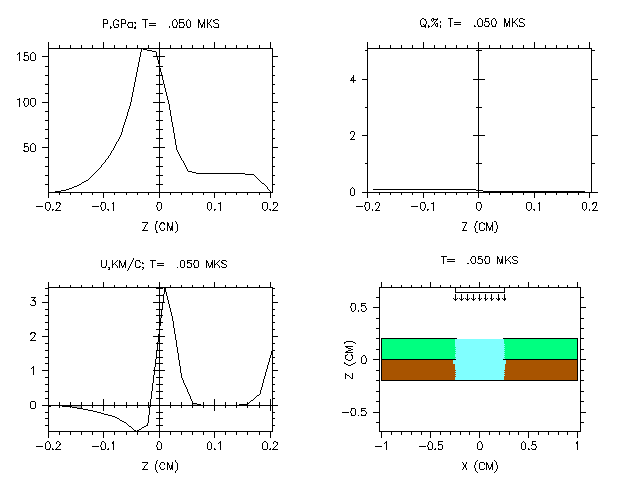 P,GPa; T= .050 MKS
150
100
50
-0.2 -0.1 0 0.1 0.2
Z (CM)
Q,%; T= .050 MKS
4
2
0
-0.2 -0.1 0 0.1 0.2
Z (CM)
U,KM/C; T= .050 MKS
3
2
1
0
-0.2 -0.1 0 0.1 0.2
Z (CM)
T= .050 MKS
Z (CM)
0.5
0
-0.5
-1 -0.5 0 0.5 1
X (CM)